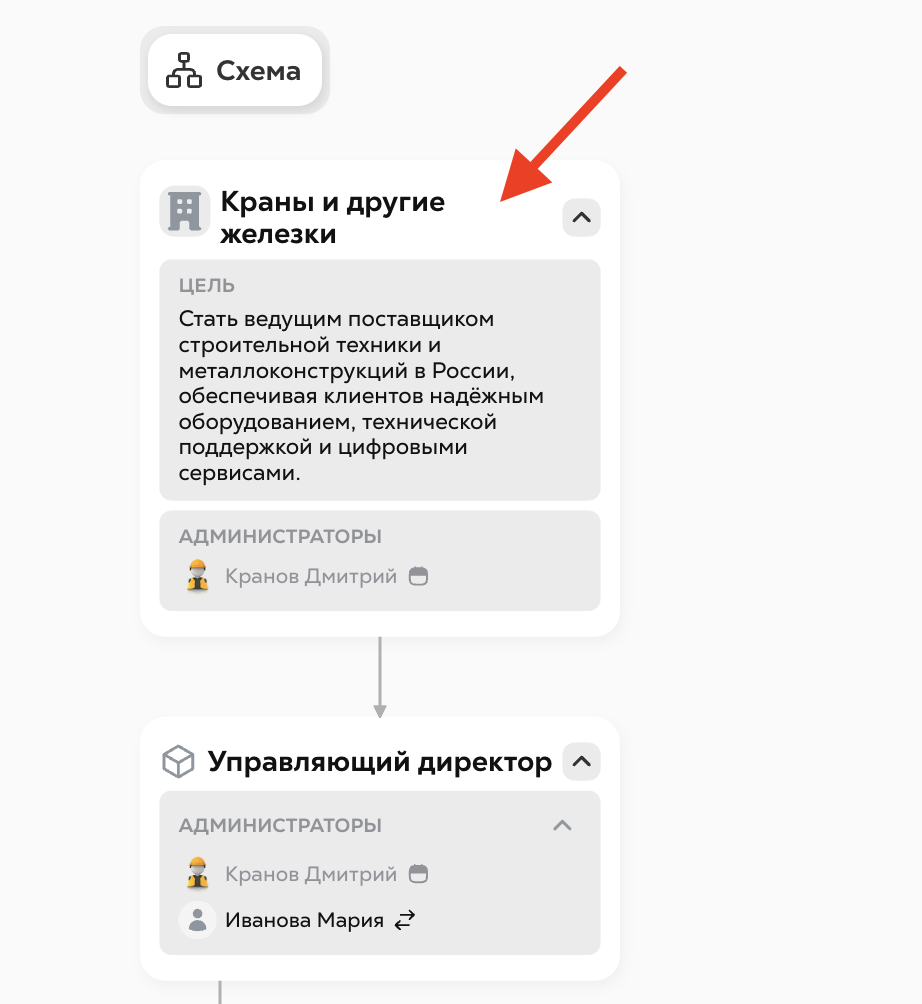 Схема
Краны и другие
железки
ЦЕЛЬ
Стать ведущим поставщиком
строительной техники и
металлоконструкций в России,
обеспечивая клиентов надёжным
оборудованием, технической
поддержкой и цифровыми
сервисами.
АДМИНИСТРАТОРЫ
Кранов Дмитрий
Управляющий директор
АДМИНИСТРАТОРЫ
Кранов Дмитрий
Иванова Мария